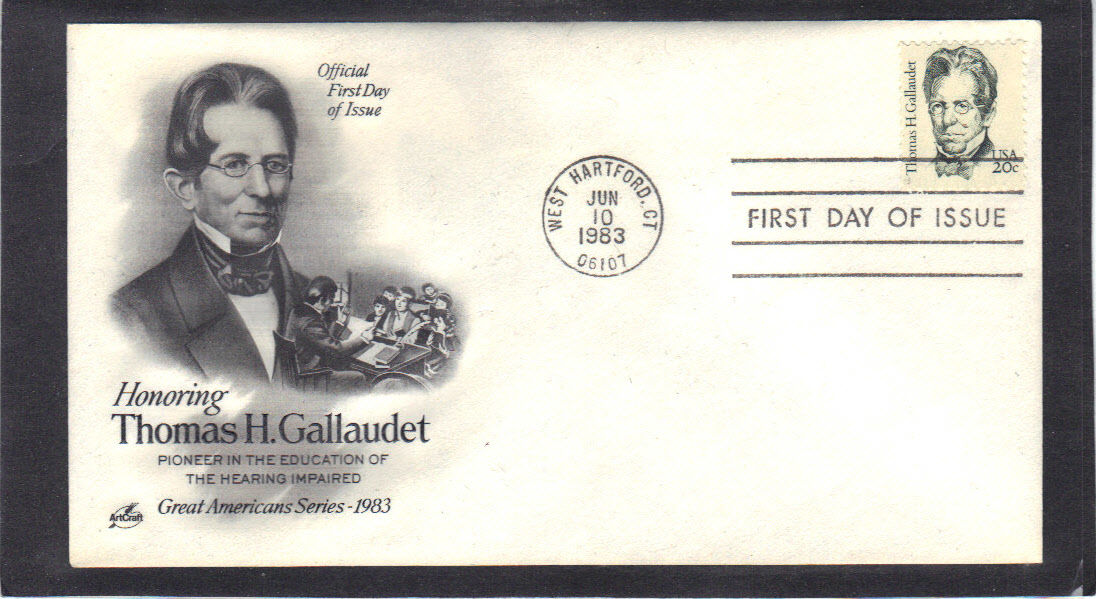 Official
First Day
of Issue
Thomas H. Gallaudet
USA
20c
WEST HARTFORD, CT
JUN
10
1983
06107
FIRST DAY OF ISSUE
Honoring
Thomas H. Gallaudet
PIONEER IN THE EDUCATION OF
THE HEARING IMPAIRED
Great Americans Series - 1983
ArtCraft